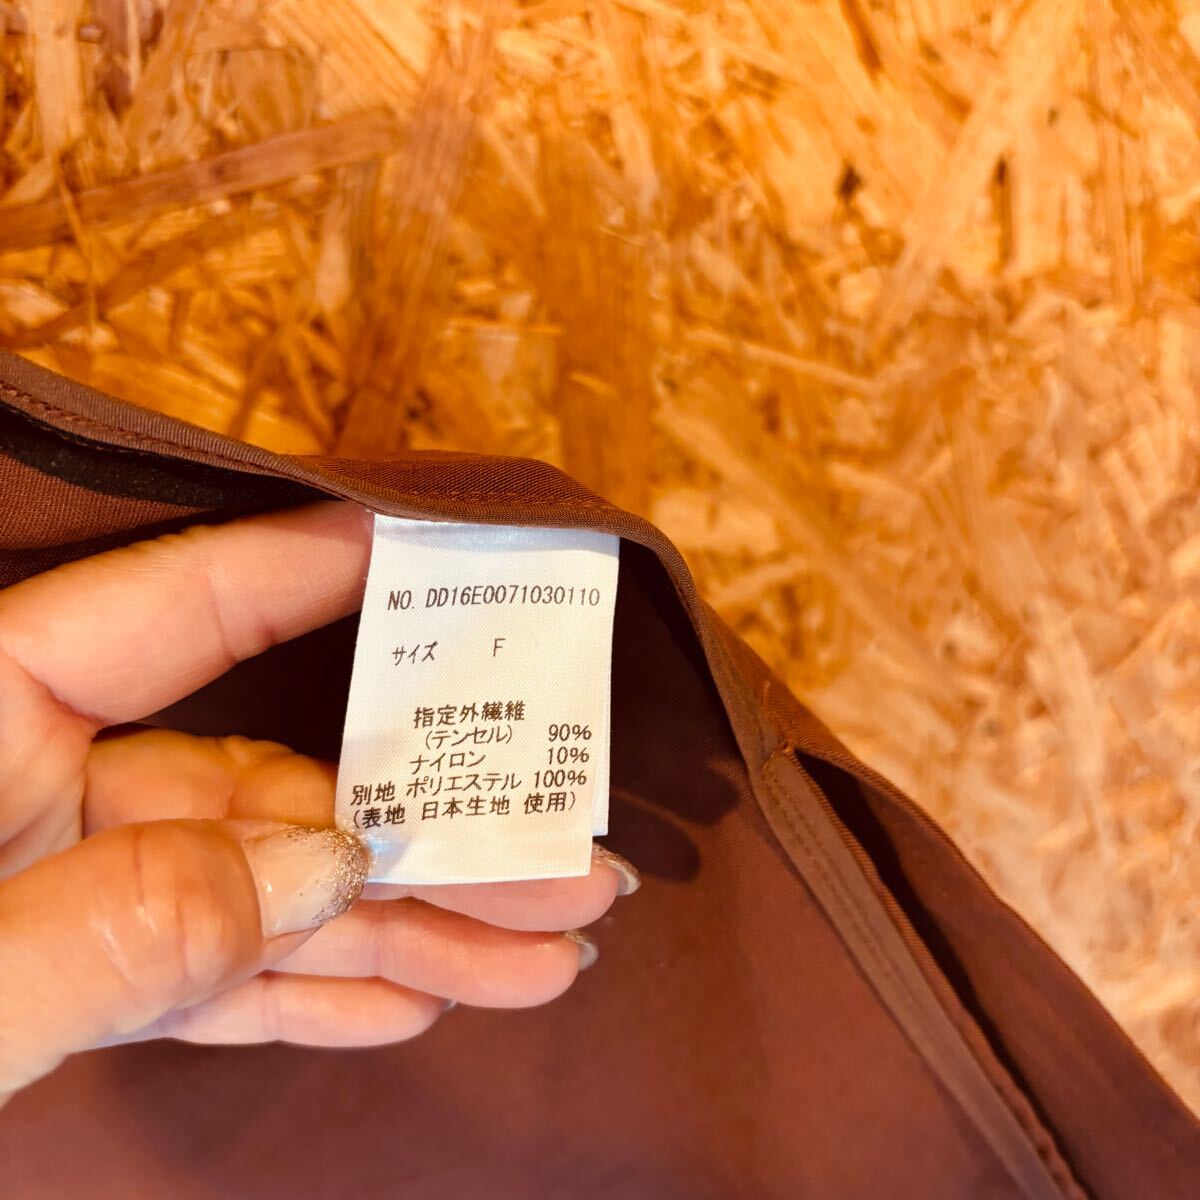 NO. DD16E0071030110
サイズ F
指定外繊維
(テンセル) 90%
ナイロン 10%
別地 ポリエステル 100%
(表地 日本生地 使用)